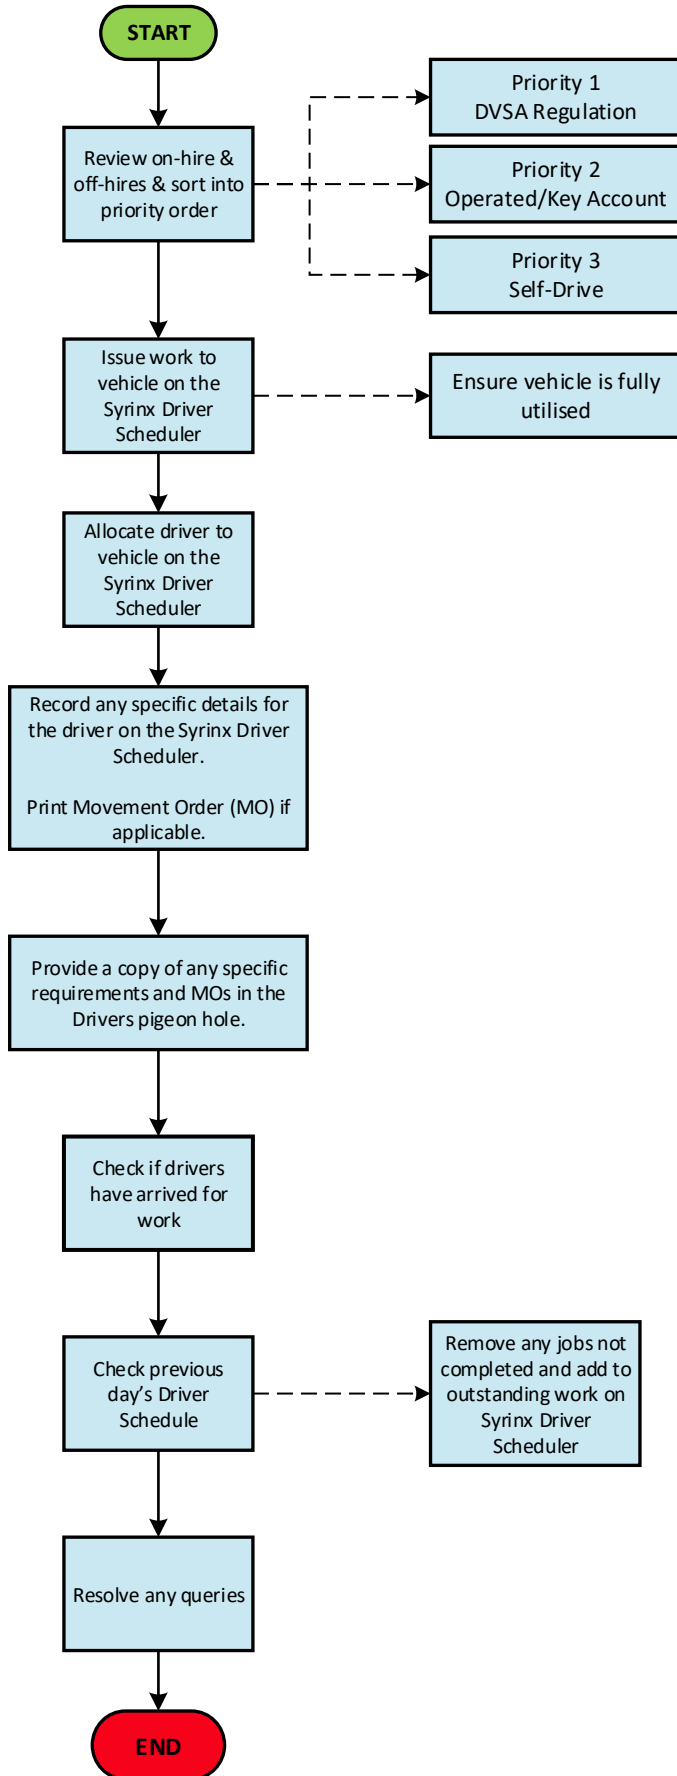 START
Review on-hire &
off-hires & sort into
priority order
Priority 1
DVSA Regulation
Priority 2
Operated/Key Account
Priority 3
Self-Drive
Issue work to
vehicle on the
Syrinx Driver
Scheduler
Ensure vehicle is fully
utilised
Allocate driver to
vehicle on the
Syrinx Driver
Scheduler
Record any specific details for
the driver on the Syrinx Driver
Scheduler.
Print Movement Order (MO) if
applicable.
Provide a copy of any specific
requirements and MOs in the
Drivers pigeon hole.
Check if drivers
have arrived for
work
Check previous
day’s Driver
Schedule
Remove any jobs not
completed and add to
outstanding work on
Syrinx Driver
Scheduler
Resolve any queries
END